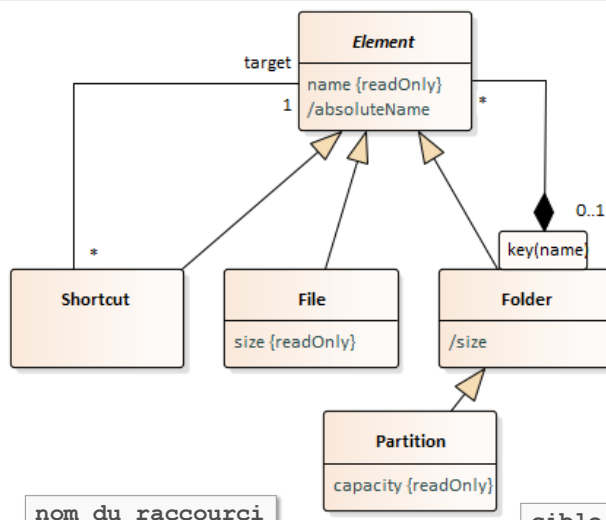 Element
target
name {readOnly}
/absoluteName
1
*
0..1
*
key(name)
Shortcut
File
Folder
size {readOnly}
/size
Partition
capacity {readOnly}
nom du raccourci